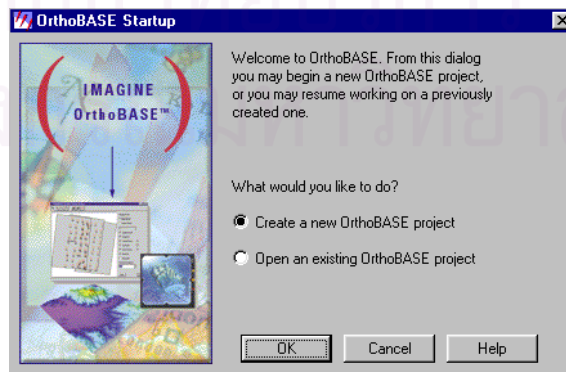 OrthoBASE Startup
IMAGINE
OrthoBASE™
Welcome to OrthoBASE. From this dialog
you may begin a new OrthoBASE project,
or you may resume working on a previously
created one.
What would you like to do?
Create a new OrthoBASE project
Open an existing OrthoBASE project
OK
Cancel
Help